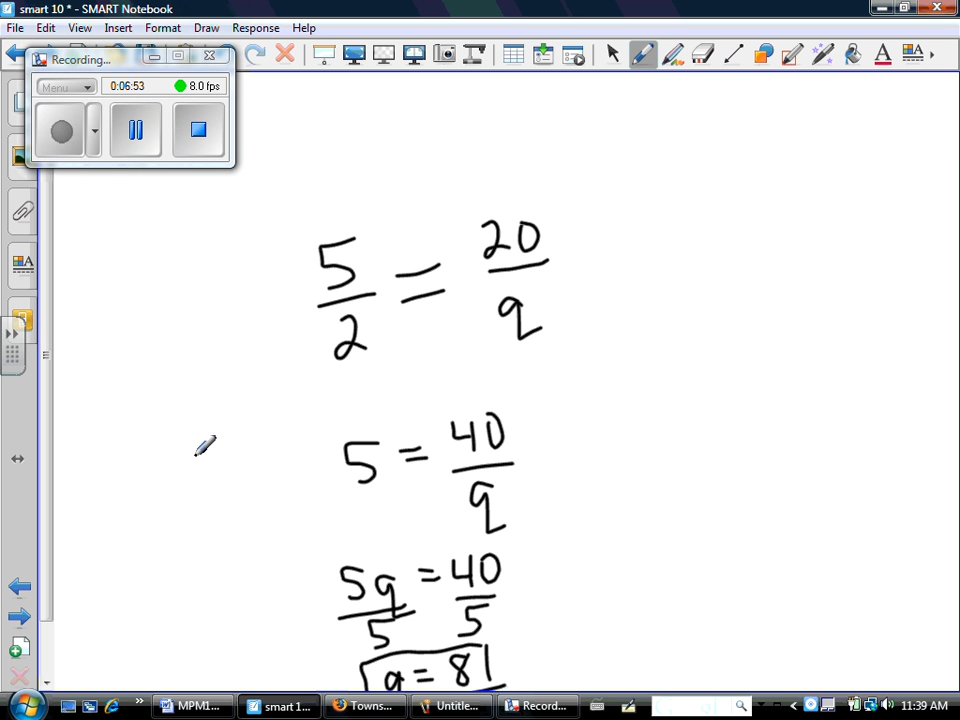 smart 10 * - SMART Notebook
File Edit View Insert Format Draw Response Help
Recording...
Menu 0:06:53 8.0 fps
5/2 = 20/q
5 = 40/q
5q/5 = 40/5
q = 8
MPM1... smart 1... Towns... Untitle... Record... 11:39 AM